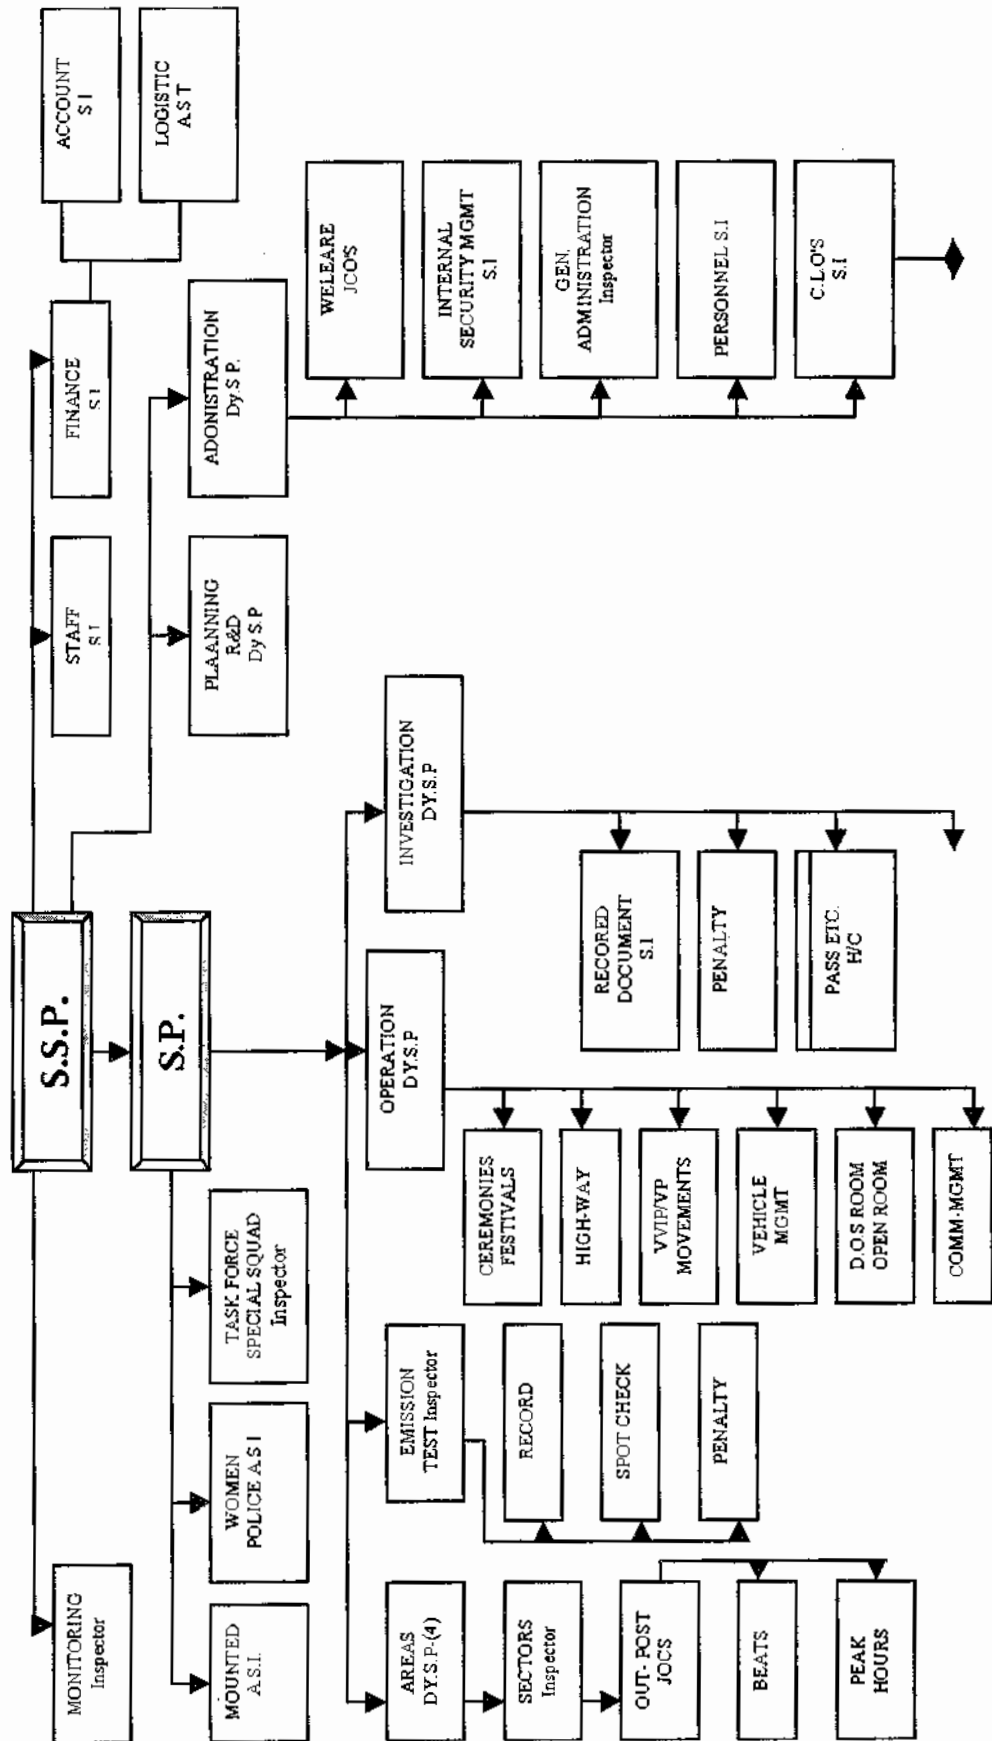 S.S.P.
S.P.
MONITORING
Inspector
STAFF
S I
FINANCE
S I
ACCOUNT
S I
LOGISTIC
A S T
MOUNTED
A.S.I.
WOMEN
POLICE A S I
TASK FORCE
SPECIAL SQUAD
Inspector
PLAANNING
R&D
Dy S.P
ADONISTRATION
Dy.S.P.
WELEARE
JCO'S
INTERNAL
SECURITY MGMT
S.I
GEN.
ADMINISTRATION
Inspector
PERSONNEL S.I
C.L.O'S
S.I
AREAS
DY.S.P-(4)
EMISSION
TEST Inspector
OPERATION
DY.S.P
INVESTIGATION
DY.S.P
SECTORS
Inspector
OUT- POST
JOCS
BEATS
PEAK
HOURS
RECORD
SPOT CHECK
PENALTY
CEREMONIES
FESTIVALS
HIGH-WAY
VVIP/VP
MOVEMENTS
VEHICLE
MGMT
D.O.S ROOM
OPEN ROOM
COMM-MGMT
RECORED
DOCUMENT
S.I
PENALTY
PASS ETC.
H/C